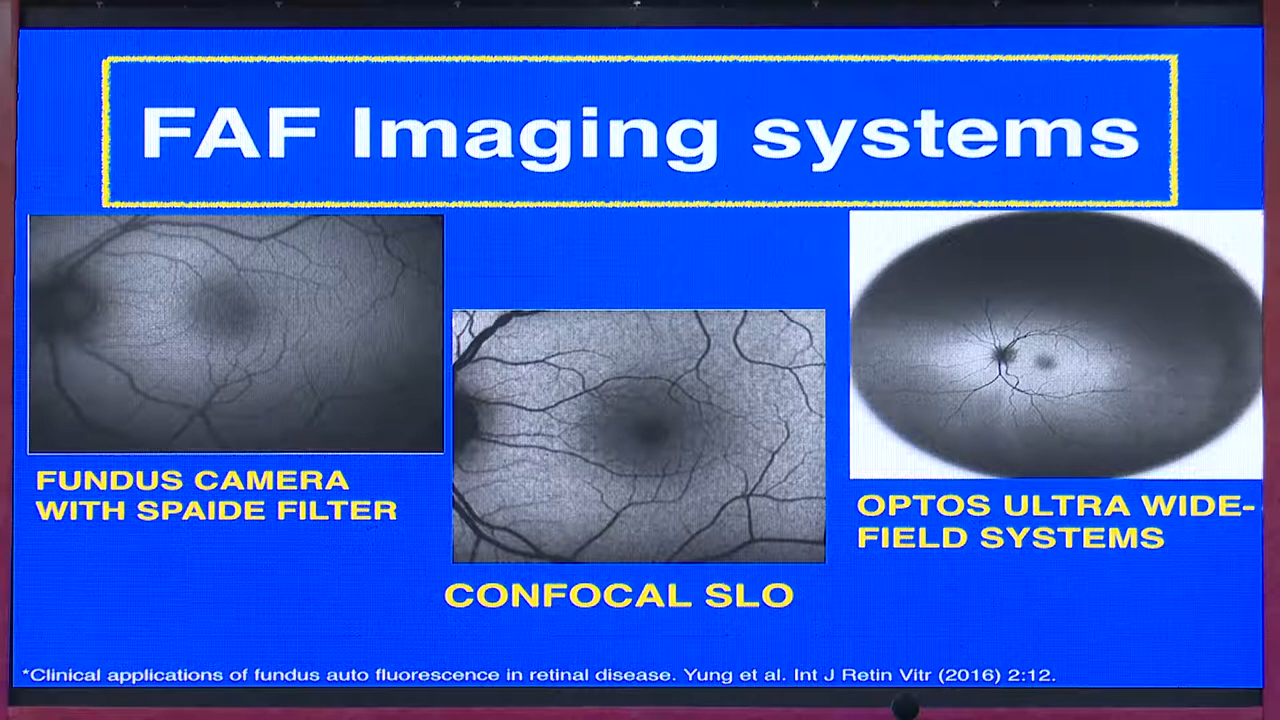 FAF Imaging systems
FUNDUS CAMERA
WITH SPAIDE FILTER
CONFOCAL SLO
OPTOS ULTRA WIDE-
FIELD SYSTEMS
*Clinical applications of fundus auto fluorescence in retinal disease. Yung et al. Int J Retin Vitr (2016) 2:12.